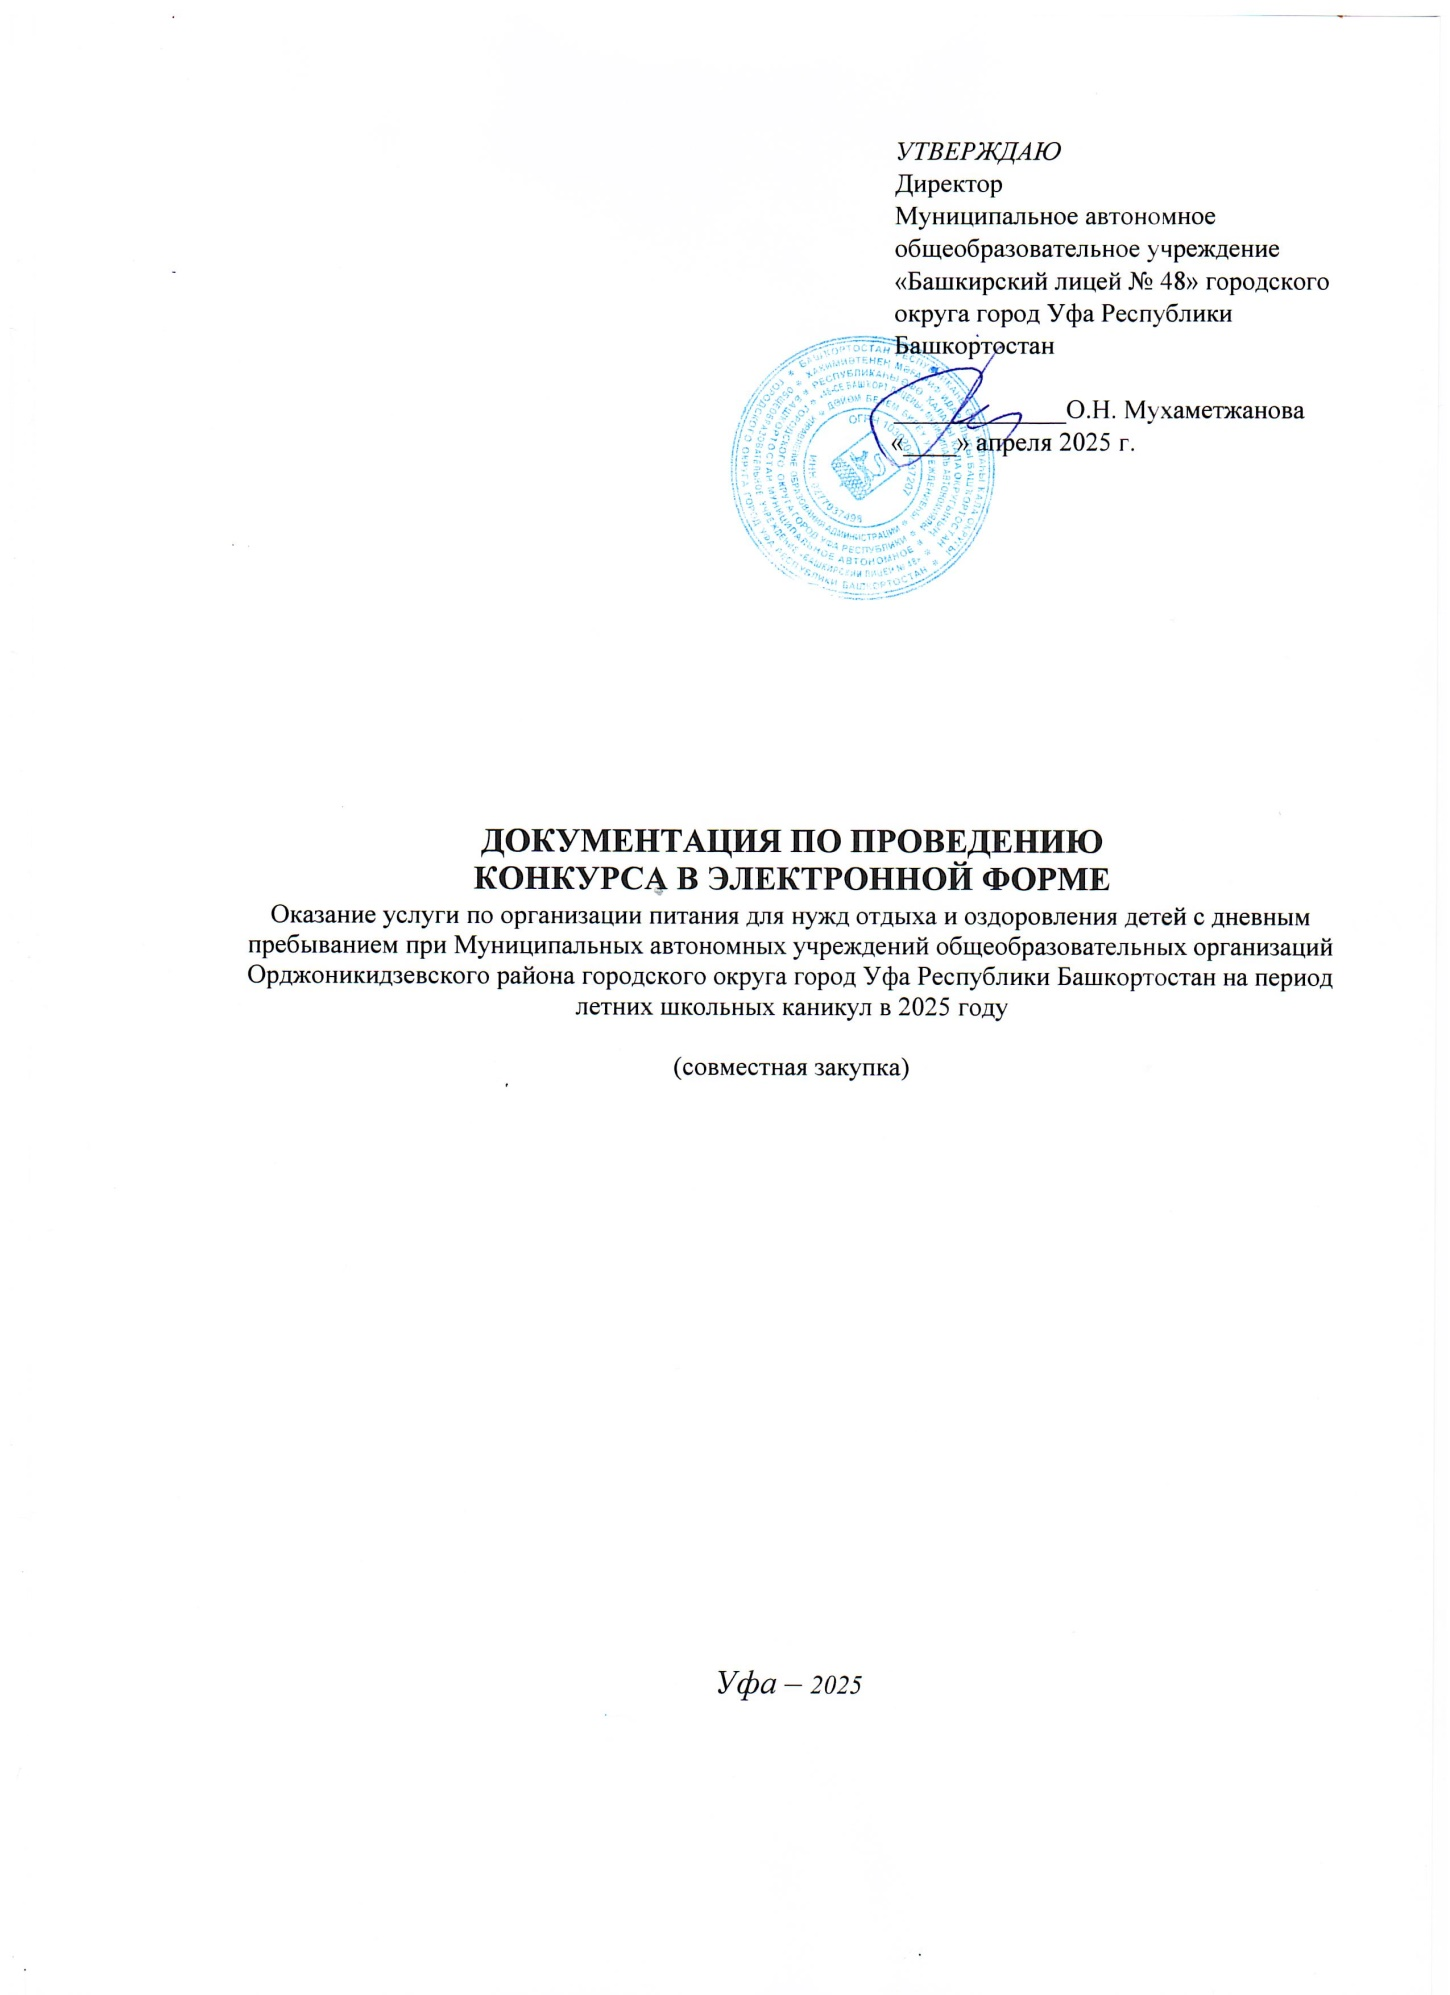 УТВЕРЖДАЮ
Директор
Муниципальное автономное
общеобразовательное учреждение
«Башкирский лицей № 48» городского
округа город Уфа Республики
Башкортостан
_____________О.Н. Мухаметжанова
«____» апреля 2025 г.
ДОКУМЕНТАЦИЯ ПО ПРОВЕДЕНИЮ
КОНКУРСА В ЭЛЕКТРОННОЙ ФОРМЕ
Оказание услуги по организации питания для нужд отдыха и оздоровления детей с дневным
пребыванием при Муниципальных автономных учреждений общеобразовательных организаций
Орджоникидзевского района городского округа город Уфа Республики Башкортостан на период
летних школьных каникул в 2025 году
(совместная закупка)
Уфа – 2025